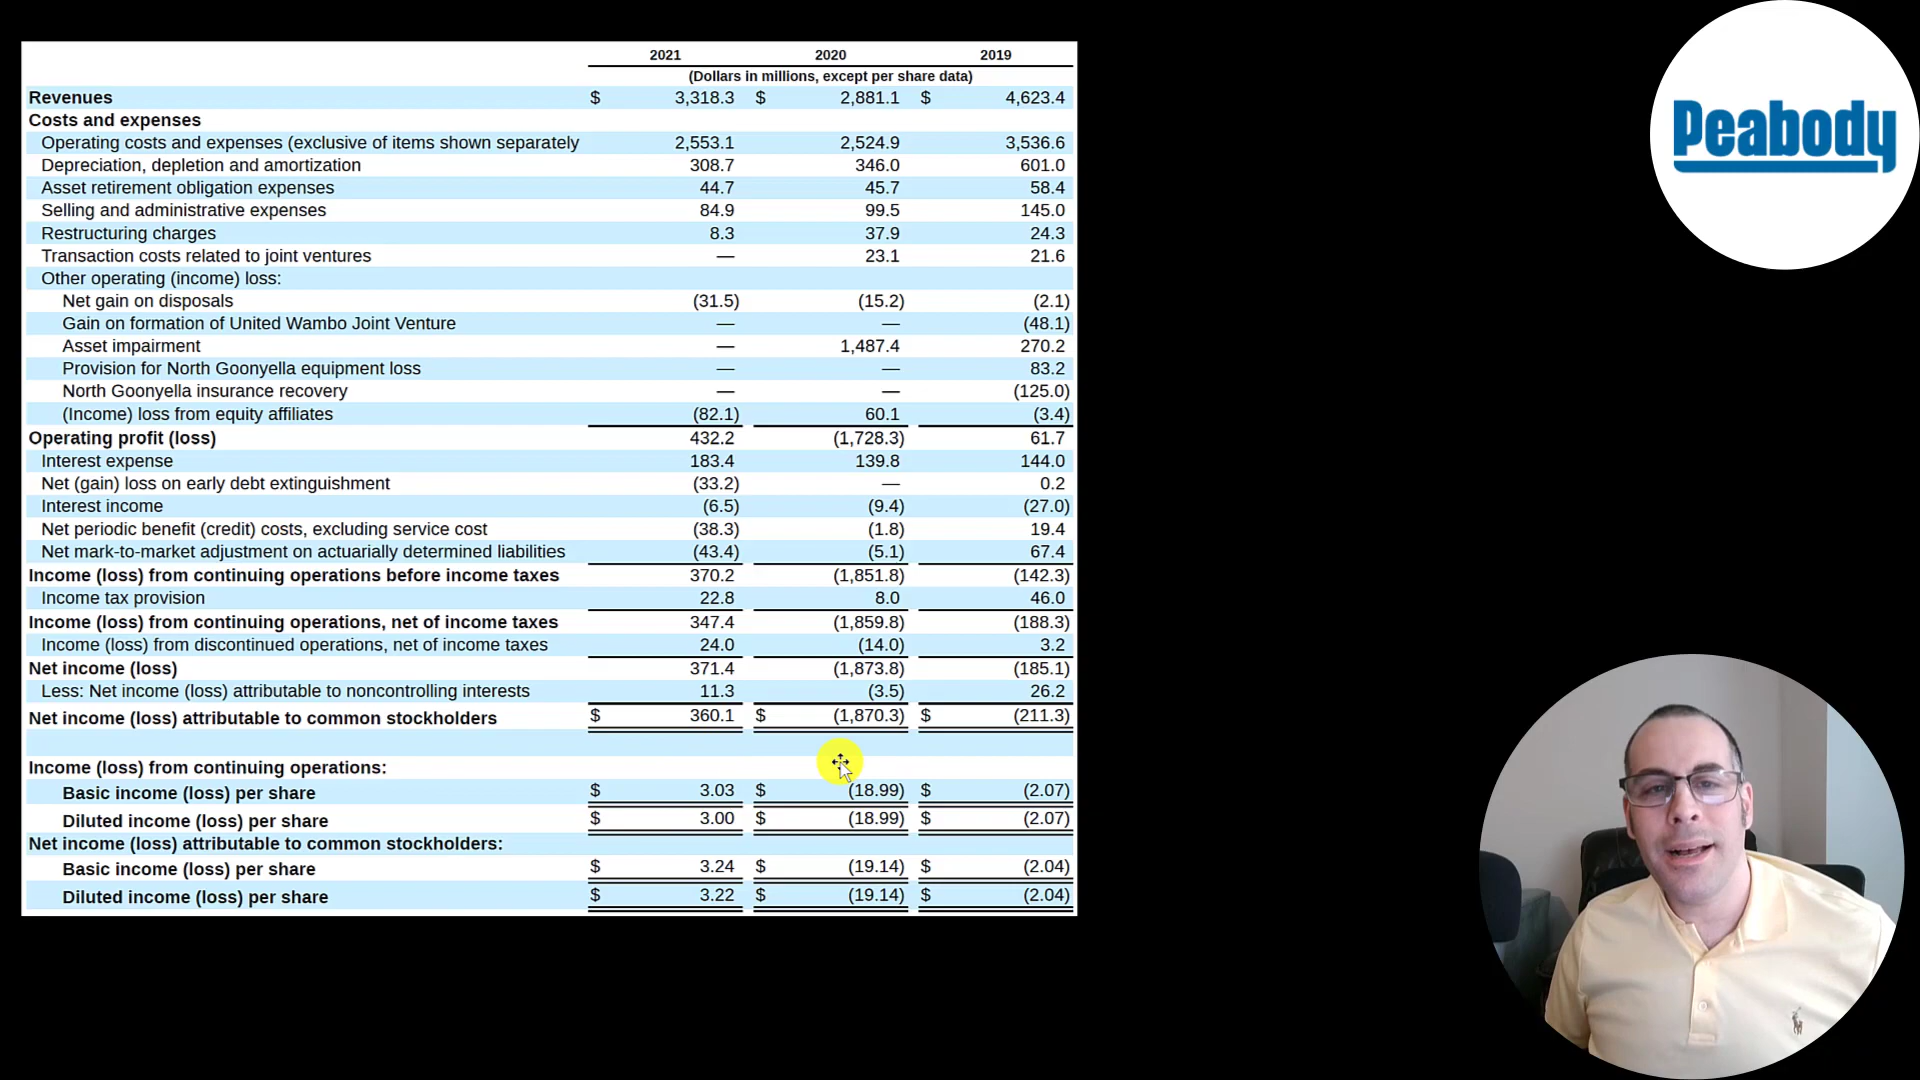 2021 2020 2019
(Dollars in millions, except per share data)
Revenues $ 3,318.3 $ 2,881.1 $ 4,623.4
Costs and expenses
Operating costs and expenses (exclusive of items shown separately 2,553.1 2,524.9 3,536.6
Depreciation, depletion and amortization 308.7 346.0 601.0
Asset retirement obligation expenses 44.7 45.7 58.4
Selling and administrative expenses 84.9 99.5 145.0
Restructuring charges 8.3 37.9 24.3
Transaction costs related to joint ventures — 23.1 21.6
Other operating (income) loss:
Net gain on disposals (31.5) (15.2) (2.1)
Gain on formation of United Wambo Joint Venture — — (48.1)
Asset impairment — 1,487.4 270.2
Provision for North Goonyella equipment loss — — 83.2
North Goonyella insurance recovery — — (125.0)
(Income) loss from equity affiliates (82.1) 60.1 (3.4)
Operating profit (loss) 432.2 (1,728.3) 61.7
Interest expense 183.4 139.8 144.0
Net (gain) loss on early debt extinguishment (33.2) — 0.2
Interest income (6.5) (9.4) (27.0)
Net periodic benefit (credit) costs, excluding service cost (38.3) (1.8) 19.4
Net mark-to-market adjustment on actuarially determined liabilities (43.4) (5.1) 67.4
Income (loss) from continuing operations before income taxes 370.2 (1,851.8) (142.3)
Income tax provision 22.8 8.0 46.0
Income (loss) from continuing operations, net of income taxes 347.4 (1,859.8) (188.3)
Income (loss) from discontinued operations, net of income taxes 24.0 (14.0) 3.2
Net income (loss) 371.4 (1,873.8) (185.1)
Less: Net income (loss) attributable to noncontrolling interests 11.3 (3.5) 26.2
Net income (loss) attributable to common stockholders $ 360.1 $ (1,870.3) $ (211.3)
Income (loss) from continuing operations:
Basic income (loss) per share $ 3.03 $ (18.99) $ (2.07)
Diluted income (loss) per share $ 3.00 $ (18.99) $ (2.07)
Net income (loss) attributable to common stockholders:
Basic income (loss) per share $ 3.24 $ (19.14) $ (2.04)
Diluted income (loss) per share $ 3.22 $ (19.14) $ (2.04)
Peabody